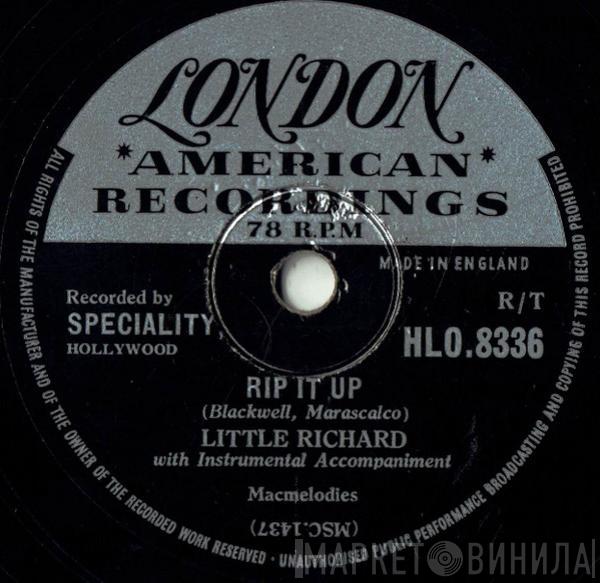 LONDON
*AMERICAN*
RECORDINGS
78 R.P.M
MADE IN ENGLAND
Recorded by
SPECIALITY
HOLLYWOOD
R/T
HLO.8336
RIP IT UP
(Blackwell, Marascalco)
LITTLE RICHARD
with Instrumental Accompaniment
Macmelodies
(MSC.1437)
ALL RIGHTS OF THE MANUFACTURER AND OF THE OWNER OF THE RECORDED WORK RESERVED · UNAUTHORISED PUBLIC PERFORMANCE BROADCASTING AND COPYING OF THIS RECORD PROHIBITED
МАРКЕТ ВИНИЛА